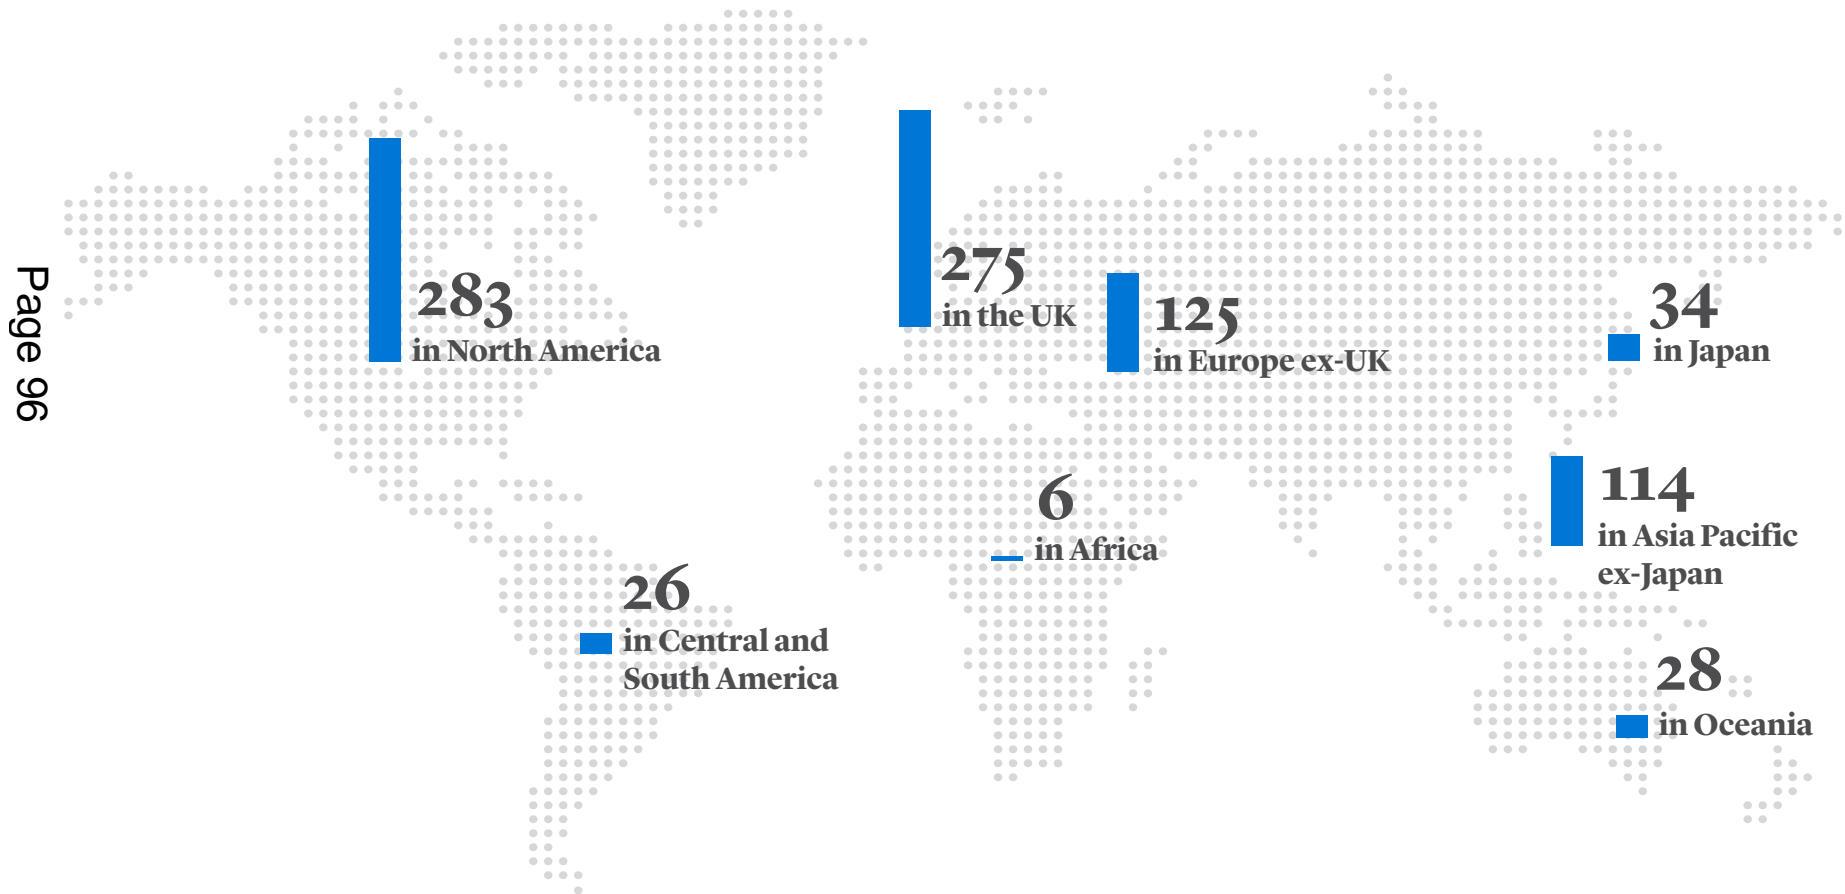 Page 96
283
in North America
275
in the UK
125
in Europe ex-UK
34
in Japan
6
in Africa
114
in Asia Pacific
ex-Japan
26
in Central and
South America
28
in Oceania